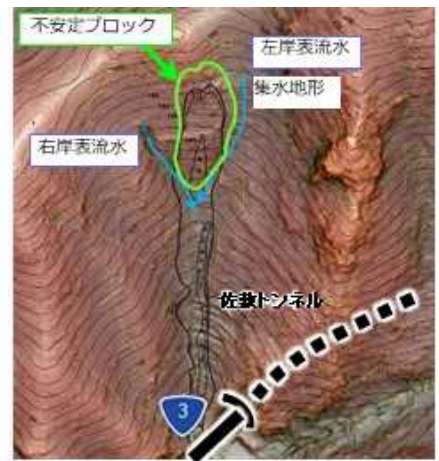 不安定ブロック
左岸表流水
集水地形
右岸表流水
佐敷トンネル
3